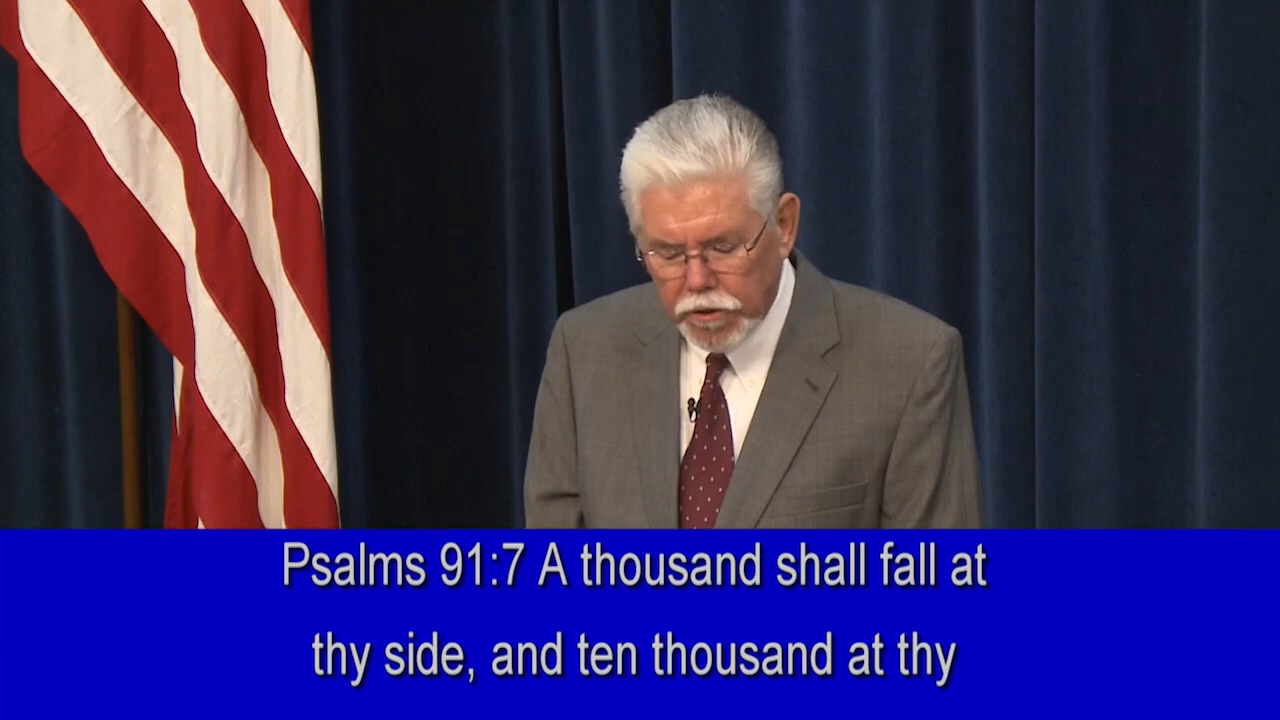 Psalms 91:7 A thousand shall fall at
thy side, and ten thousand at thy